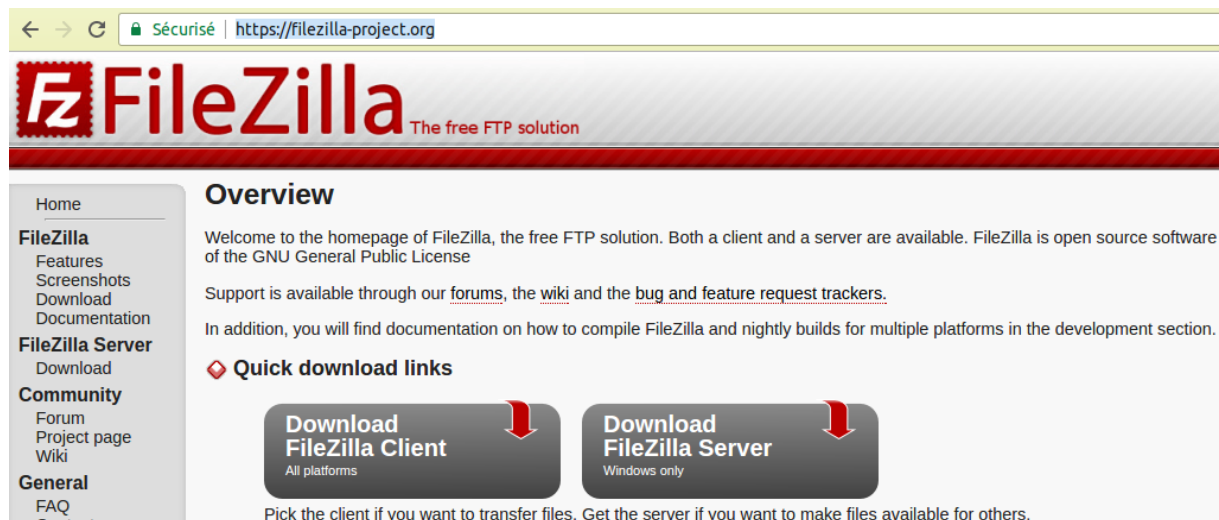 Sécurisé | https://filezilla-project.org
Fz FileZilla The free FTP solution
Home
FileZilla
Features
Screenshots
Download
Documentation
FileZilla Server
Download
Community
Forum
Project page
Wiki
General
FAQ
Overview
Welcome to the homepage of FileZilla, the free FTP solution. Both a client and a server are available. FileZilla is open source software
of the GNU General Public License
Support is available through our forums, the wiki and the bug and feature request trackers.
In addition, you will find documentation on how to compile FileZilla and nightly builds for multiple platforms in the development section.
Quick download links
Download
FileZilla Client
All platforms
Download
FileZilla Server
Windows only
Pick the client if you want to transfer files. Get the server if you want to make files available for others.